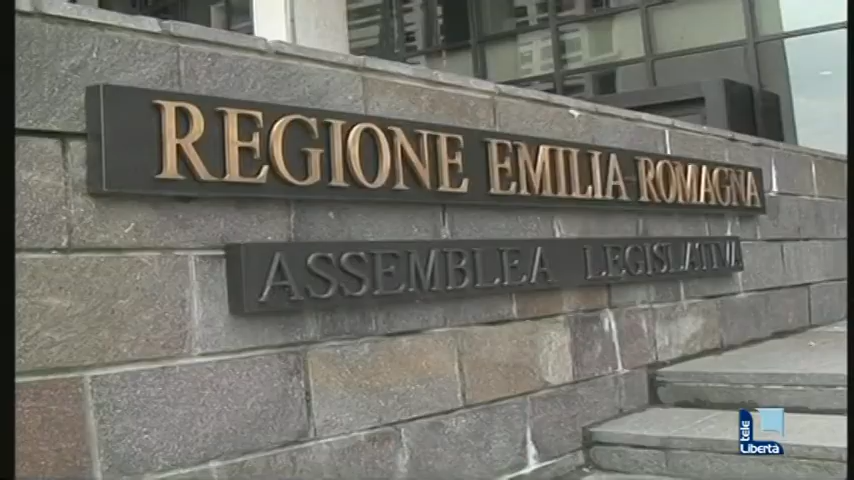 REGIONE EMILIA-ROMAGNA
ASSEMBLEA LEGISLATIVA
tele
Libertà